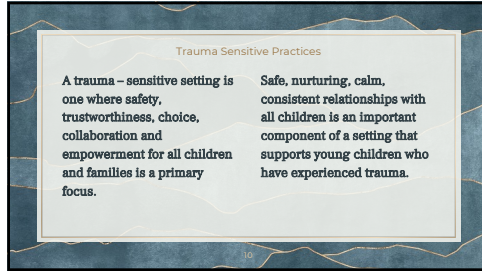 Trauma Sensitive Practices
A trauma – sensitive setting is
one where safety,
trustworthiness, choice,
collaboration and
empowerment for all children
and families is a primary
focus.
Safe, nurturing, calm,
consistent relationships with
all children is an important
component of a setting that
supports young children who
have experienced trauma.
10